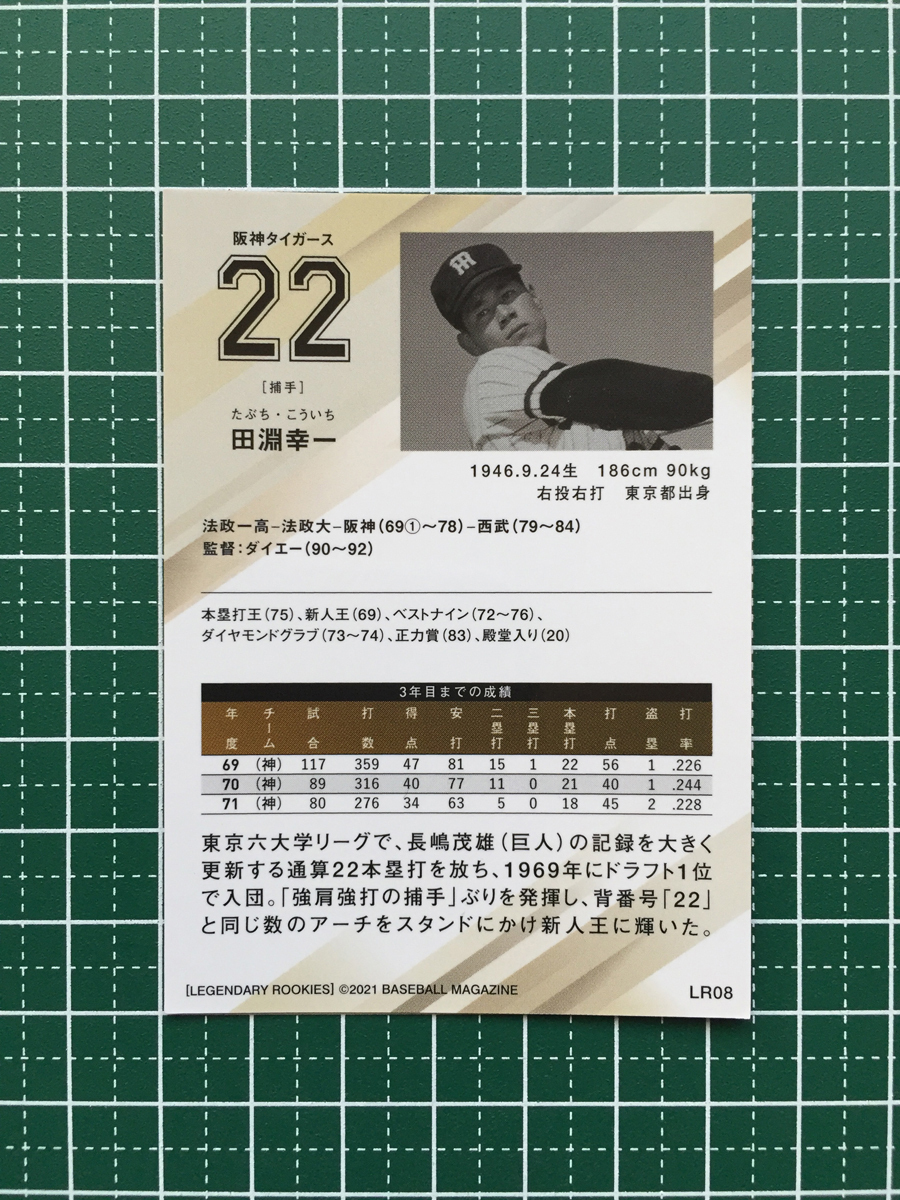 阪神タイガース
22
[捕手]
たぶち・こういち
田淵幸一
1946.9.24生 186cm 90kg
右投右打 東京都出身
法政一高−法政大−阪神(69①〜78)−西武(79〜84)
監督:ダイエー(90〜92)
本塁打王(75)、新人王(69)、ベストナイン(72〜76)、
ダイヤモンドグラブ(73〜74)、正力賞(83)、殿堂入り(20)
3年目までの成績
年度 チーム 試合 打数 得点 安打 二塁打 三塁打 本塁打 打点 盗塁 打率
69 (神) 117 359 47 81 15 1 22 56 1 .226
70 (神) 89 316 40 77 11 0 21 40 1 .244
71 (神) 80 276 34 63 5 0 18 45 2 .228
東京六大学リーグで、長嶋茂雄(巨人)の記録を大きく
更新する通算22本塁打を放ち、1969年にドラフト1位
で入団。「強肩強打の捕手」ぶりを発揮し、背番号「22」
と同じ数のアーチをスタンドにかけ新人王に輝いた。
[LEGENDARY ROOKIES] ©2021 BASEBALL MAGAZINE
LR08